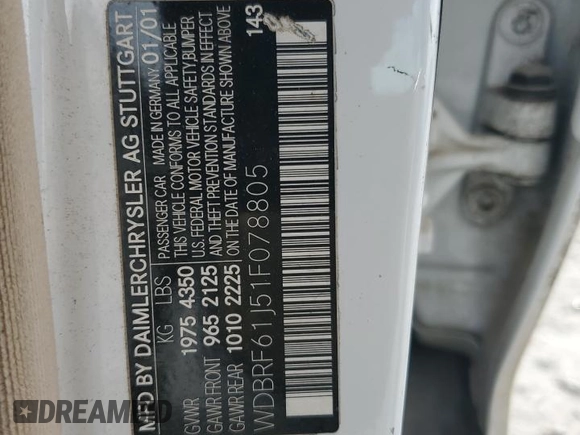 MFD BY DAIMLERCHRYSLER AG STUTTGART
MADE IN GERMANY 01/01
KG LBS PASSENGER CAR
THIS VEHICLE CONFORMS TO ALL APPLICABLE
GVWR 1975 4350 U.S. FEDERAL MOTOR VEHICLE SAFETY, BUMPER
GAWR FRONT 965 2125 AND THEFT PREVENTION STANDARDS IN EFFECT
GAWR REAR 1010 2225 ON THE DATE OF MANUFACTURE SHOWN ABOVE
WDBRF61J51F078805 143
DREAMED